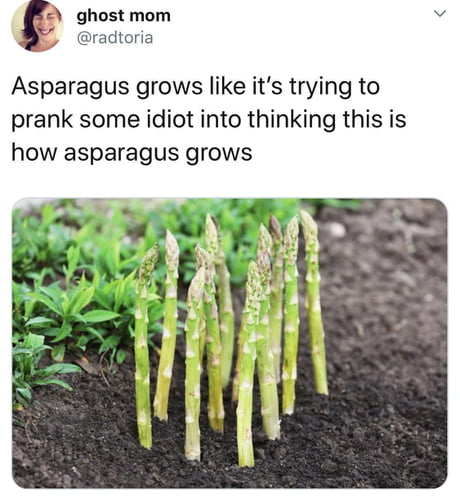 ghost mom
@radtoria
Asparagus grows like it’s trying to
prank some idiot into thinking this is
how asparagus grows